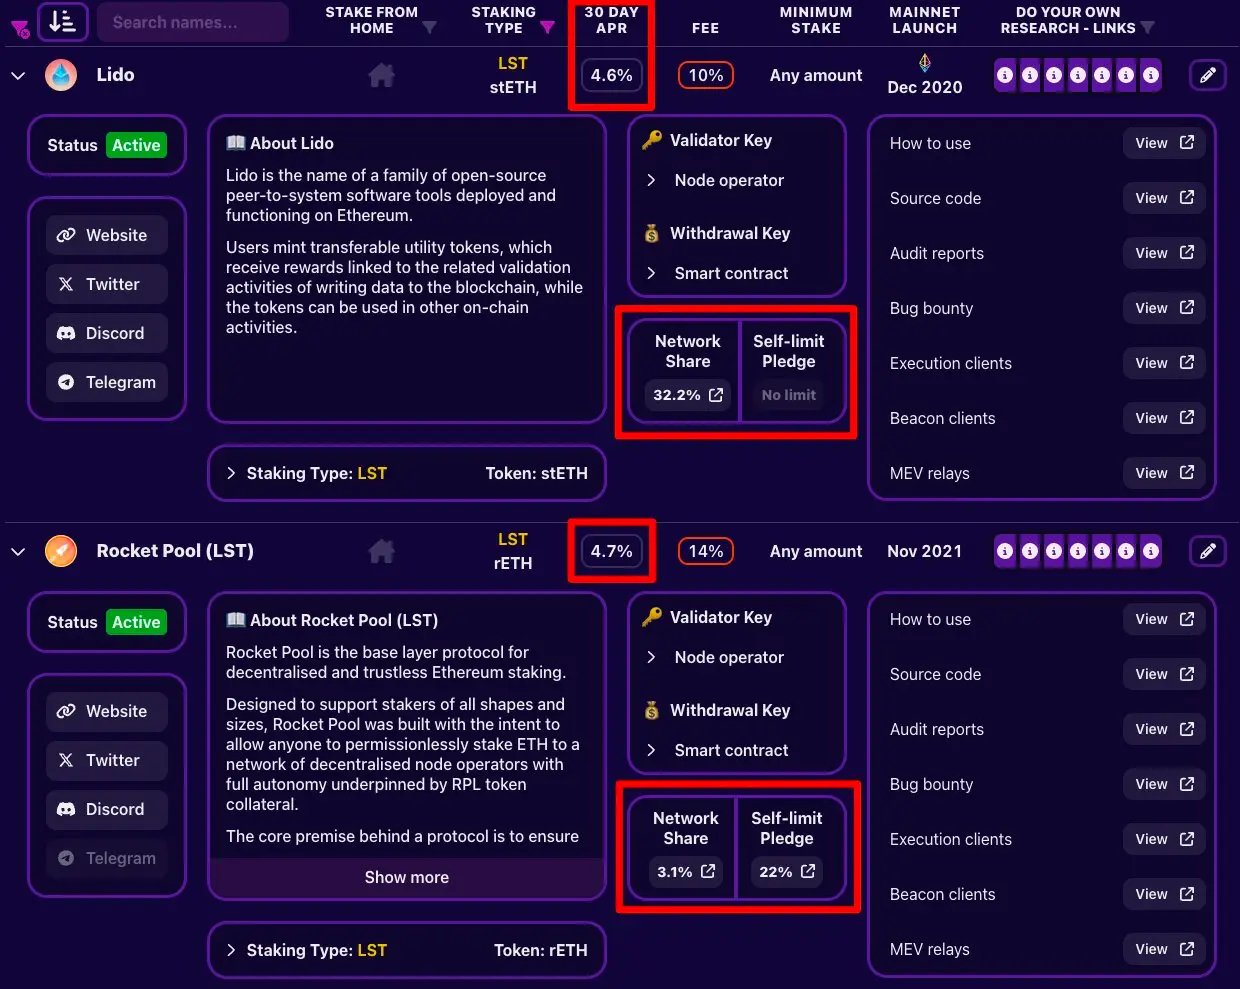 Search names...
STAKE FROM
HOME
STAKING
TYPE
30 DAY
APR
FEE
MINIMUM
STAKE
MAINNET
LAUNCH
DO YOUR OWN
RESEARCH - LINKS
Lido
LST
stETH
4.6%
10%
Any amount
Dec 2020
Status Active
Website
Twitter
Discord
Telegram
About Lido
Lido is the name of a family of open-source
peer-to-system software tools deployed and
functioning on Ethereum.
Users mint transferable utility tokens, which
receive rewards linked to the related validation
activities of writing data to the blockchain, while
the tokens can be used in other on-chain
activities.
Staking Type: LST Token: stETH
Validator Key
Node operator
Withdrawal Key
Smart contract
Network
Share
32.2%
Self-limit
Pledge
No limit
How to use View
Source code View
Audit reports View
Bug bounty View
Execution clients View
Beacon clients View
MEV relays View
Rocket Pool (LST)
LST
rETH
4.7%
14%
Any amount
Nov 2021
Status Active
Website
Twitter
Discord
Telegram
About Rocket Pool (LST)
Rocket Pool is the base layer protocol for
decentralised and trustless Ethereum staking.
Designed to support stakers of all shapes and
sizes, Rocket Pool was built with the intent to
allow anyone to permissionlessly stake ETH to a
network of decentralised node operators with
full autonomy underpinned by RPL token
collateral.
The core premise behind a protocol is to ensure
Show more
Staking Type: LST Token: rETH
Validator Key
Node operator
Withdrawal Key
Smart contract
Network
Share
3.1%
Self-limit
Pledge
22%
How to use View
Source code View
Audit reports View
Bug bounty View
Execution clients View
Beacon clients View
MEV relays View